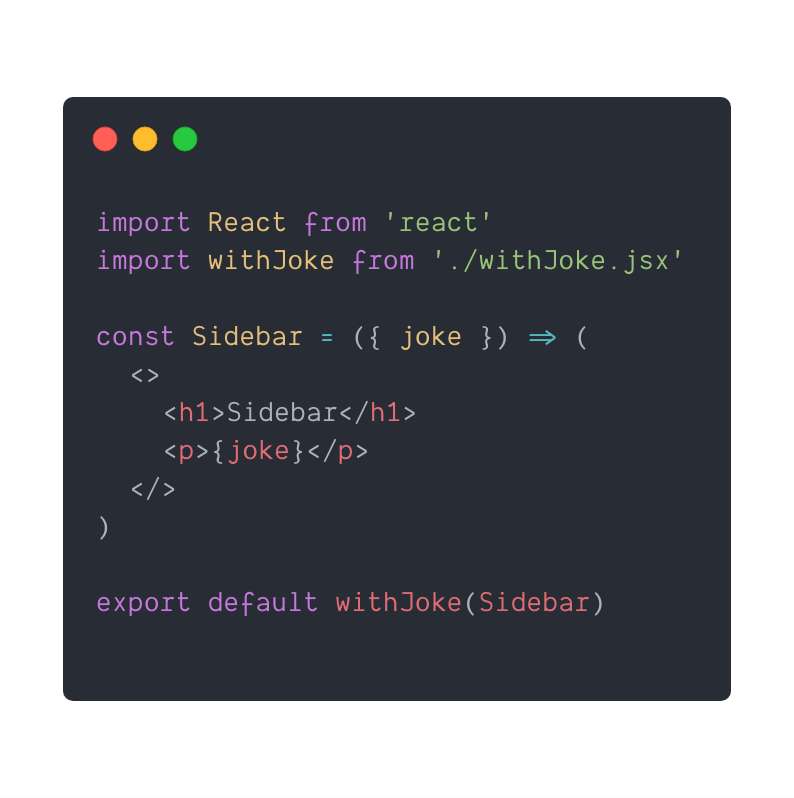 import React from 'react'
import withJoke from './withJoke.jsx'
const Sidebar = ({ joke }) => (
<>
<h1>Sidebar</h1>
<p>{joke}</p>
</>
)
export default withJoke(Sidebar)